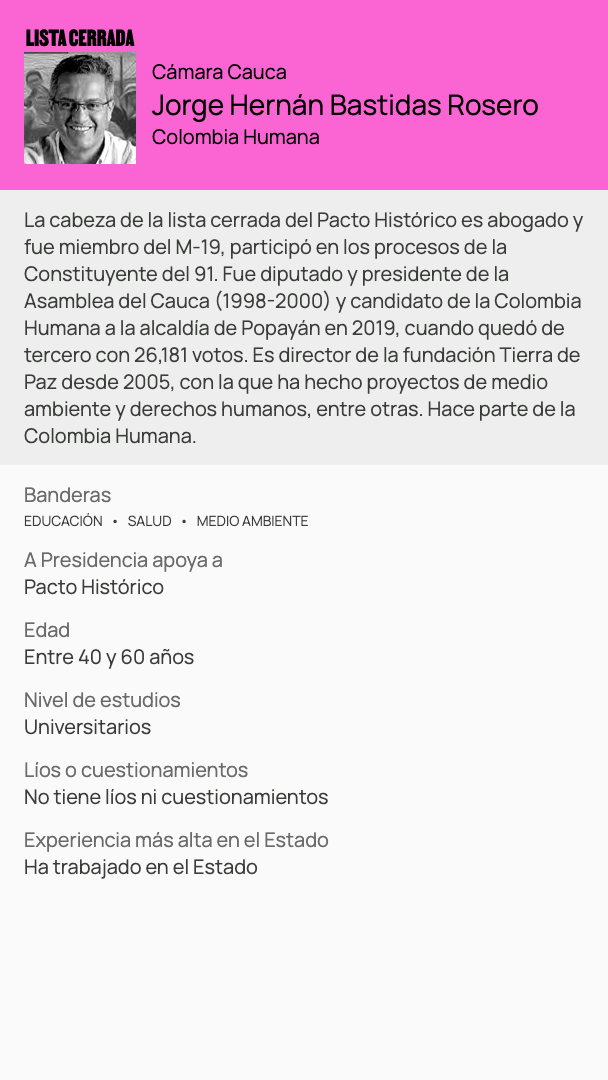 LISTA CERRADA
Cámara Cauca
Jorge Hernán Bastidas Rosero
Colombia Humana
La cabeza de la lista cerrada del Pacto Histórico es abogado y
fue miembro del M-19, participó en los procesos de la
Constituyente del 91. Fue diputado y presidente de la
Asamblea del Cauca (1998-2000) y candidato de la Colombia
Humana a la alcaldía de Popayán en 2019, cuando quedó de
tercero con 26,181 votos. Es director de la fundación Tierra de
Paz desde 2005, con la que ha hecho proyectos de medio
ambiente y derechos humanos, entre otras. Hace parte de la
Colombia Humana.
Banderas
EDUCACIÓN • SALUD • MEDIO AMBIENTE
A Presidencia apoya a
Pacto Histórico
Edad
Entre 40 y 60 años
Nivel de estudios
Universitarios
Líos o cuestionamientos
No tiene líos ni cuestionamientos
Experiencia más alta en el Estado
Ha trabajado en el Estado